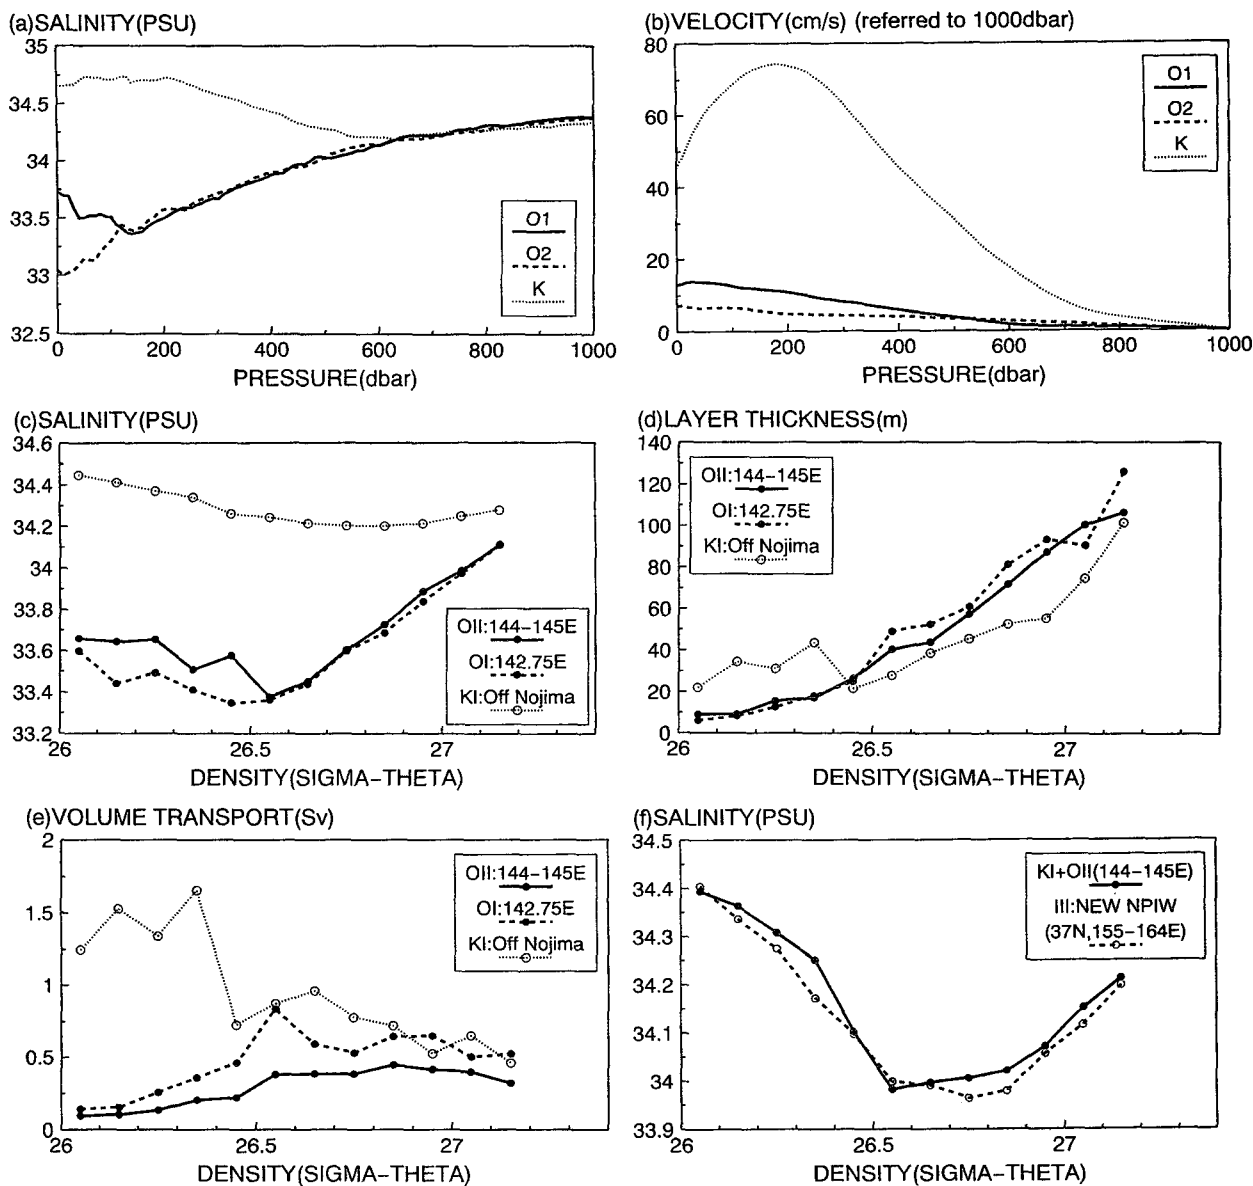 (a)SALINITY(PSU)
35
34.5
34
33.5
33
32.5
0
200
400
600
800
1000
PRESSURE(dbar)
O1
O2
K
(b)VELOCITY(cm/s) (referred to 1000dbar)
80
60
40
20
0
0
200
400
600
800
1000
PRESSURE(dbar)
O1
O2
K
(c)SALINITY(PSU)
34.6
34.4
34.2
34
33.8
33.6
33.4
33.2
26
26.5
27
DENSITY(SIGMA-THETA)
OII:144-145E
OI:142.75E
KI:Off Nojima
(d)LAYER THICKNESS(m)
140
120
100
80
60
40
20
0
26
26.5
27
DENSITY(SIGMA-THETA)
OII:144-145E
OI:142.75E
KI:Off Nojima
(e)VOLUME TRANSPORT(Sv)
2
1.5
1
0.5
0
26
26.5
27
DENSITY(SIGMA-THETA)
OII:144-145E
OI:142.75E
KI:Off Nojima
(f)SALINITY(PSU)
34.5
34.4
34.3
34.2
34.1
34
33.9
26
26.5
27
DENSITY(SIGMA-THETA)
KI+OII(144-145E)
III:NEW NPIW
(37N,155-164E)